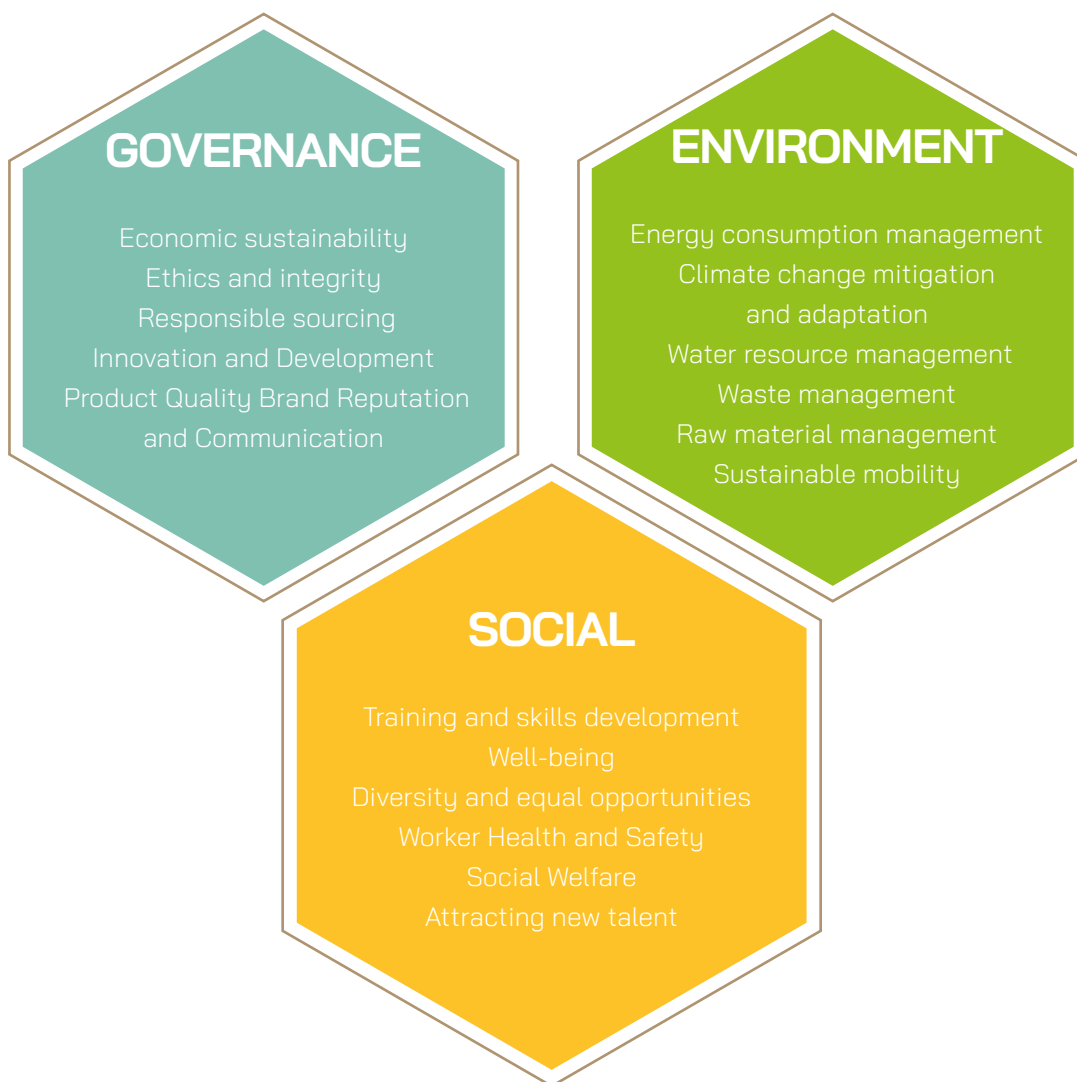 GOVERNANCE
Economic sustainability
Ethics and integrity
Responsible sourcing
Innovation and Development
Product Quality Brand Reputation
and Communication
ENVIRONMENT
Energy consumption management
Climate change mitigation
and adaptation
Water resource management
Waste management
Raw material management
Sustainable mobility
SOCIAL
Training and skills development
Well-being
Diversity and equal opportunities
Worker Health and Safety
Social Welfare
Attracting new talent